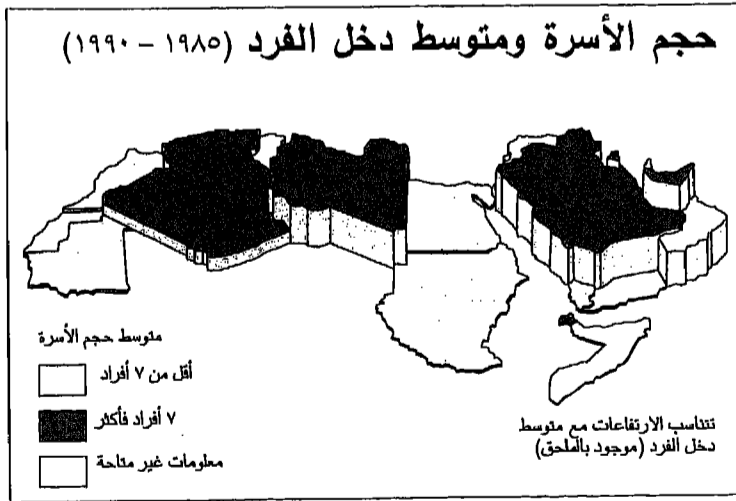 حجم الأسرة ومتوسط دخل الفرد (١٩٨٥ – ١٩٩٠)
متوسط حجم الأسرة
أقل من ٧ أفراد
٧ أفراد فأكثر
معلومات غير متاحة
تتناسب الارتفاعات مع متوسط
دخل الفرد (موجود بالملحق)